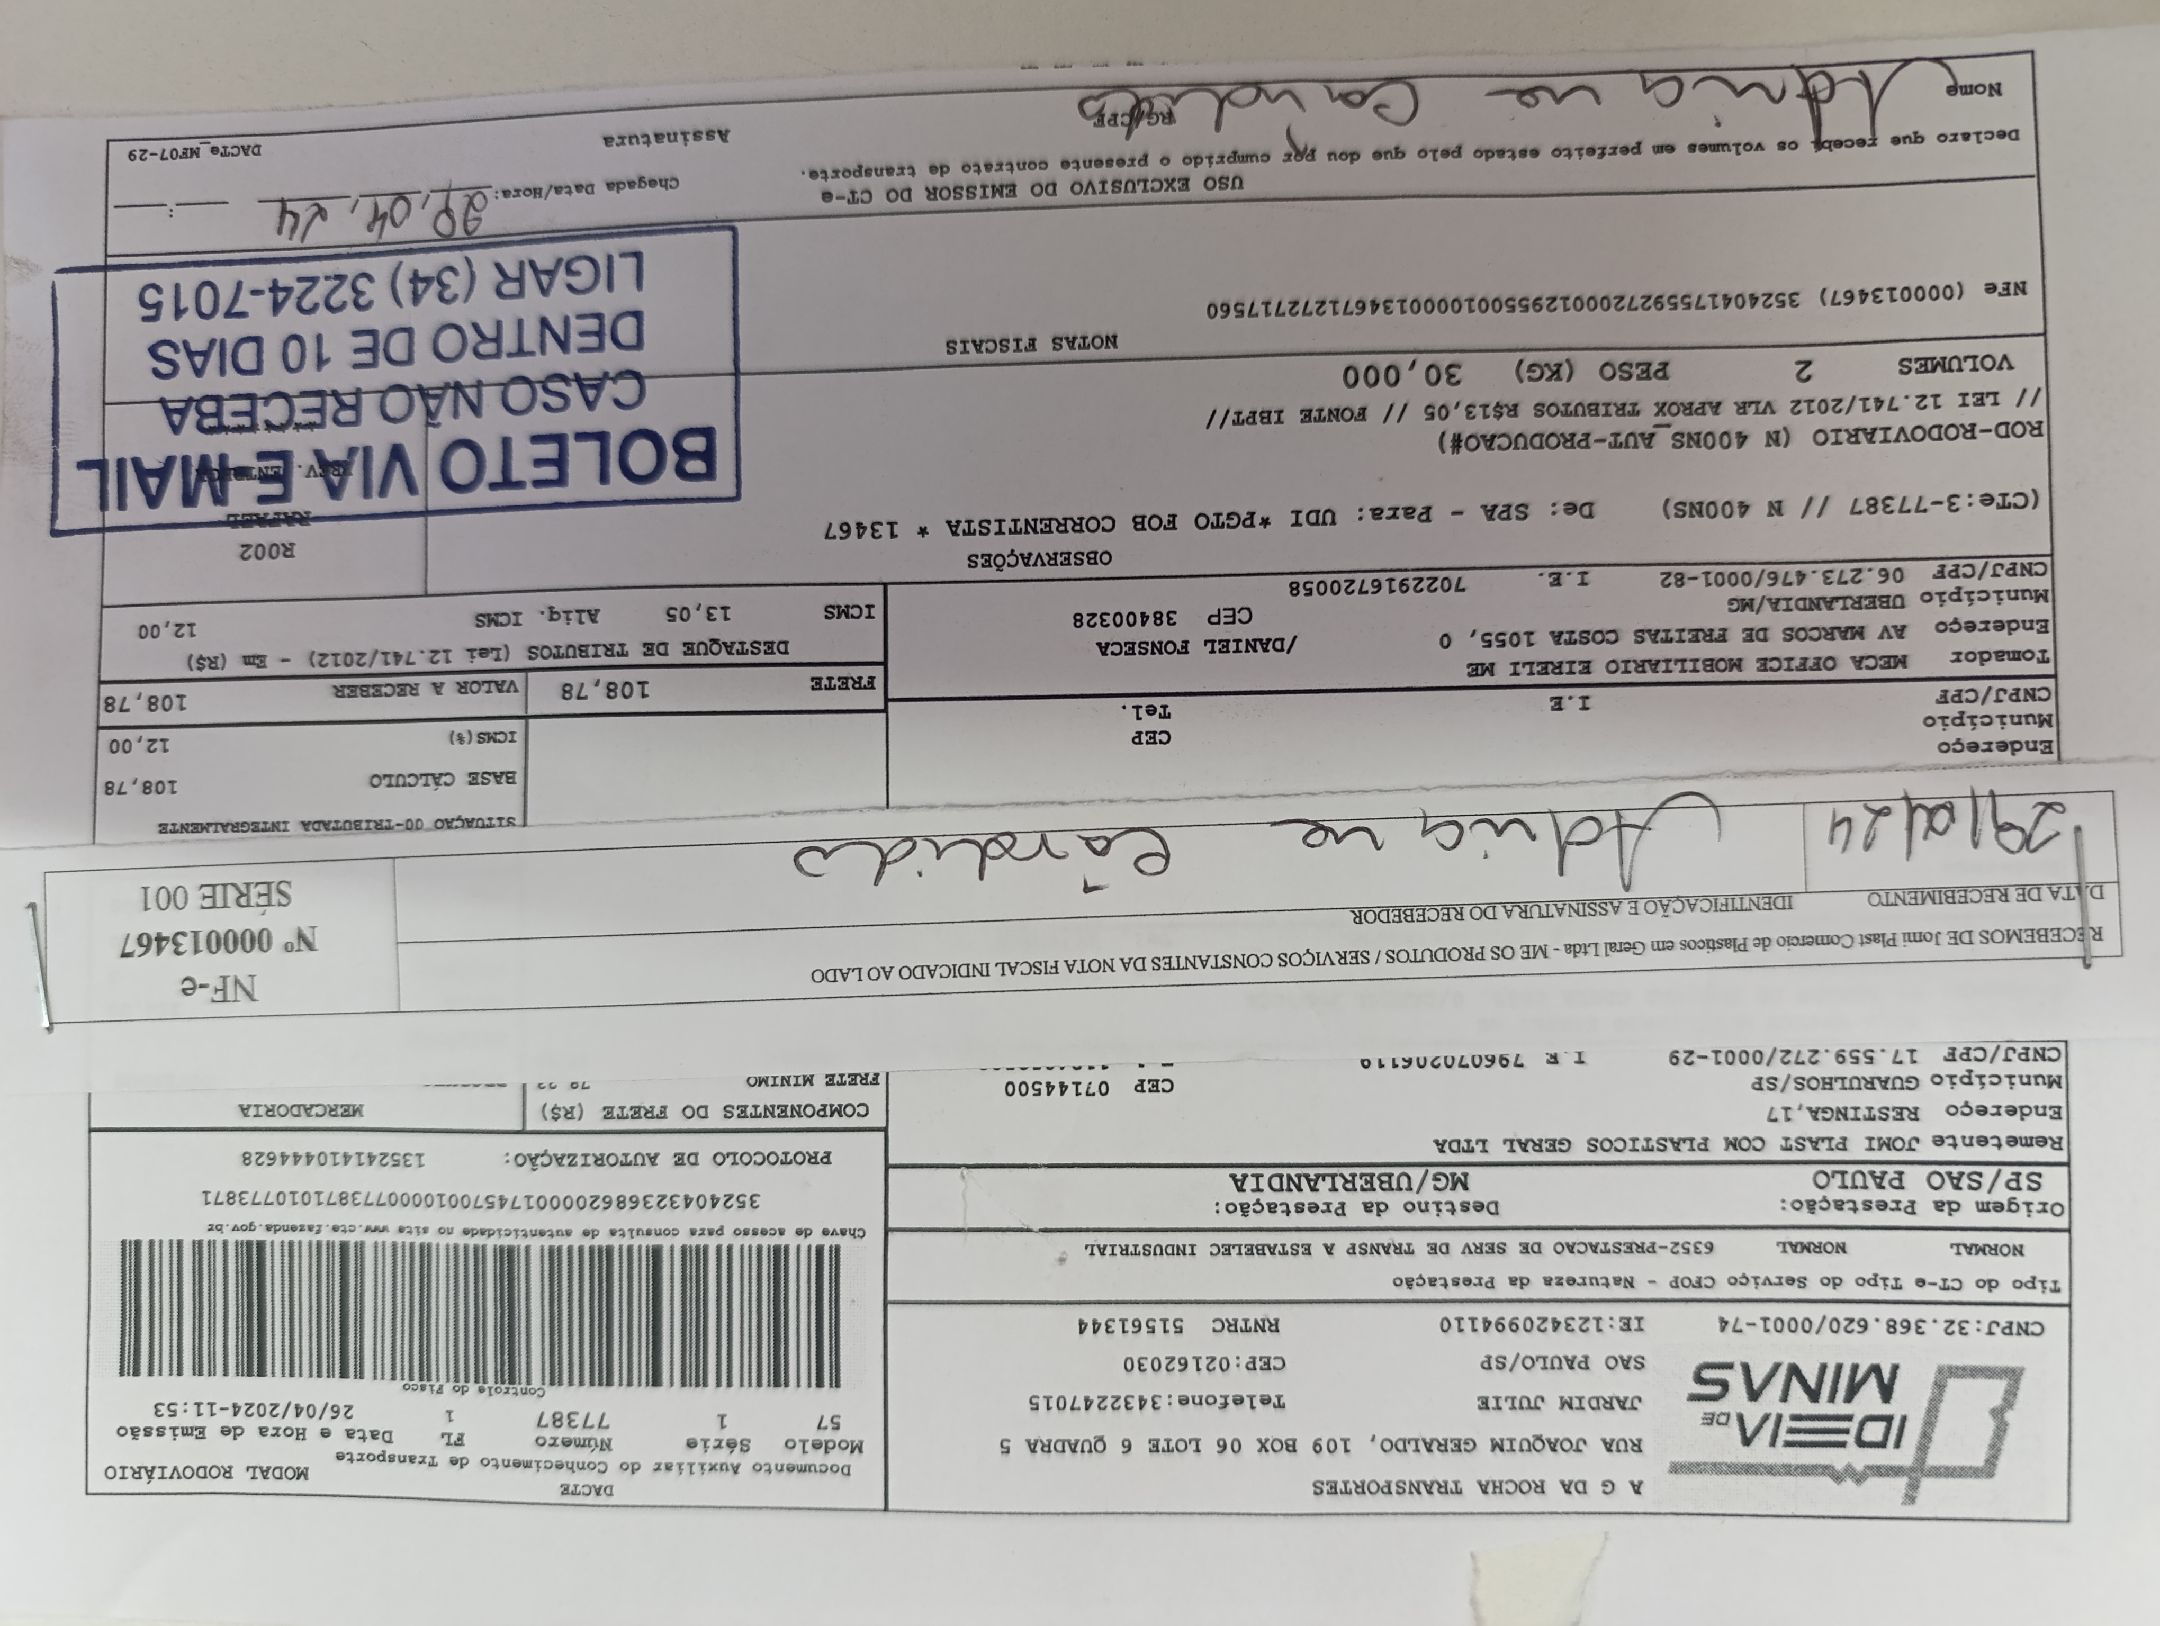 A G DA ROCHA TRANSPORTES
IDEIA DE MINAS
RUA JOAQUIM GERALDO, 109 BOX 06 LOTE 6 QUADRA 5
JARDIM JULIE Telefone:3432247015
SAO PAULO/SP CEP:02162030
CNPJ:32.368.620/0001-74 IE:123420994110 RNTRC 51561344
DACTE
Documento Auxiliar do Conhecimento de Transporte MODAL RODOVIÁRIO
Modelo Série Número FL Data e Hora de Emissão
57 1 77387 1 26/04/2024-11:53
Controle do Fisco
Tipo do CT-e Tipo do Serviço CFOP - Natureza da Prestação
NORMAL NORMAL 6352-PRESTACAO DE SERV DE TRANSP A ESTABELEC INDUSTRIAL
Chave de acesso para consulta de autenticidade no site www.cte.fazenda.gov.br
Origem da Prestação: Destino da Prestação:
SP/SAO PAULO MG/UBERLANDIA
PROTOCOLO DE AUTORIZAÇÃO: 135241410444628
Remetente JOMI PLAST COM PLASTICOS GERAL LTDA
Endereço RESTINGA,17
Município GUARULHOS/SP CEP 07144500
CNPJ/CPF 17.559.272/0001-29 I.E 796070206119
COMPONENTES DO FRETE (R$) MERCADORIA
FRETE MINIMO
RECEBEMOS DE Jomi Plast Comercio de Plasticos em Geral Ltda - ME OS PRODUTOS / SERVIÇOS CONSTANTES DA NOTA FISCAL INDICADO AO LADO
DATA DE RECEBIMENTO IDENTIFICAÇÃO E ASSINATURA DO RECEBEDOR
29/04/24 Adriane Cândido
NF-e
Nº 000013467
SÉRIE 001
SITUAÇAO 00-TRIBUTADA INTEGRALMENTE
BASE CÁLCULO 108,78
ICMS(%) 12,00
Endereço
Município CEP
CNPJ/CPF I.E Tel.
FRETE 108,78 VALOR A RECEBER 108,78
Tomador MECA OFFICE MOBILIARIO EIRELI ME
Endereço AV MARCOS DE FREITAS COSTA 1055, 0 /DANIEL FONSECA
Município UBERLANDIA/MG CEP 38400328
CNPJ/CPF 06.273.476/0001-82 I.E. 7022916720058
DESTAQUE DE TRIBUTOS (Lei 12.741/2012) - Em (R$)
ICMS 13,05 Aliq. ICMS 12,00
OBSERVAÇÕES
(CTe:3-77387 // N 400NS) De: SPA - Para: UDI *PGTO FOB CORRENTISTA * 13467
ROD-RODOVIARIO (N 400NS_AUT-PRODUCAO#)
// LEI 12.741/2012 VLR APROX TRIBUTOS R$13,05 // FONTE IBPT//
VOLUMES 2 PESO (KG) 30,000
R002
RAFAEL
BOLETO VIA E-MAIL
CASO NÃO RECEBA
DENTRO DE 10 DIAS
LIGAR (34) 3224-7015
NOTAS FISCAIS
NFe (000013467) 35240417559272000129550010000134671272717560
USO EXCLUSIVO DO EMISSOR DO CT-e
Declaro que recebi os volumes em perfeito estado pelo que dou por cumprido o presente contrato de transporte.
Chegada Data/Hora: 29,04,24
Nome Adriane Candido RG/CPF
Assinatura
DACTe_MF07-29